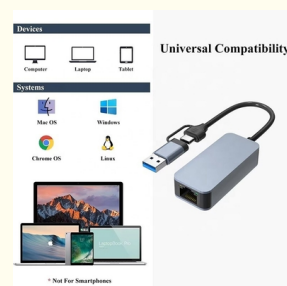 Devices
Computer
Laptop
Tablet
Universal Compatibility
Systems
Mac OS
Windows
Chrome OS
Linux
* Not For Smartphones